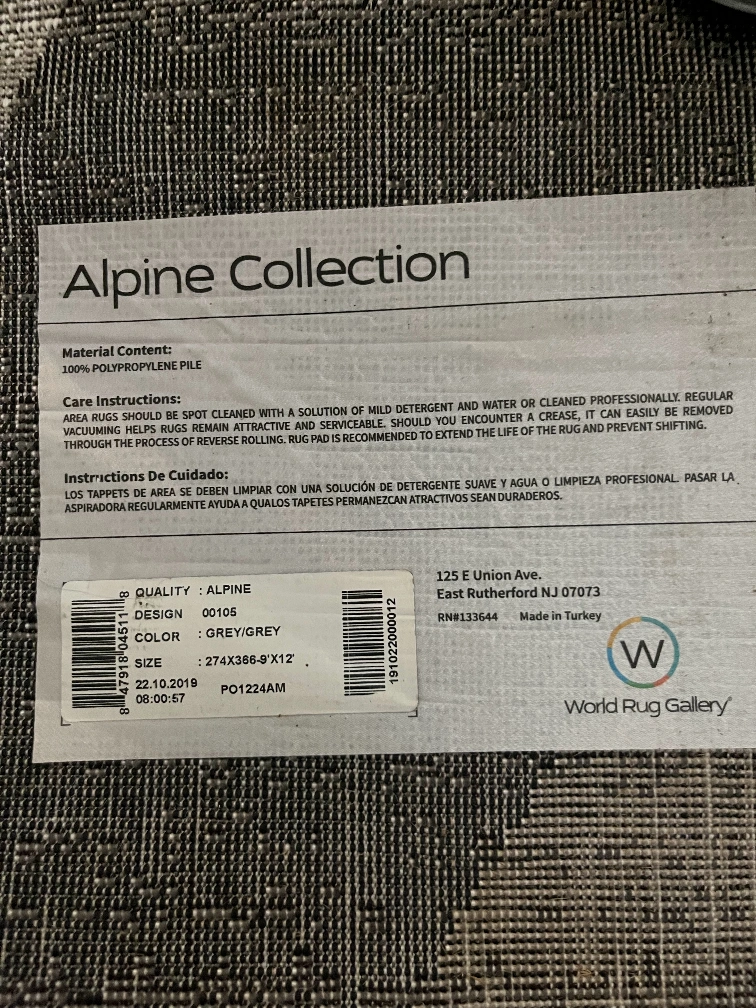 Alpine Collection
Material Content:
100% POLYPROPYLENE PILE
Care Instructions:
AREA RUGS SHOULD BE SPOT CLEANED WITH A SOLUTION OF MILD DETERGENT AND WATER OR CLEANED PROFESSIONALLY. REGULAR
VACUUMING HELPS RUGS REMAIN ATTRACTIVE AND SERVICEABLE. SHOULD YOU ENCOUNTER A CREASE, IT CAN EASILY BE REMOVED
THROUGH THE PROCESS OF REVERSE ROLLING. RUG PAD IS RECOMMENDED TO EXTEND THE LIFE OF THE RUG AND PREVENT SHIFTING.
Instructions De Cuidado:
LOS TAPPETS DE AREA SE DEBEN LIMPIAR CON UNA SOLUCIÓN DE DETERGENTE SUAVE Y AGUA O LIMPIEZA PROFESIONAL. PASAR LA
ASPIRADORA REGULARMENTE AYUDA A QUALOS TAPETES PERMANEZCAN ATRACTIVOS SEAN DURADEROS.
8 47918 04511 8
QUALITY : ALPINE
DESIGN 00105
COLOR : GREY/GREY
SIZE : 274X366-9'X12'
22.10.2019
08:00:57
PO1224AM
191022000012
125 E Union Ave.
East Rutherford NJ 07073
RN#133644 Made in Turkey
W
World Rug Gallery®